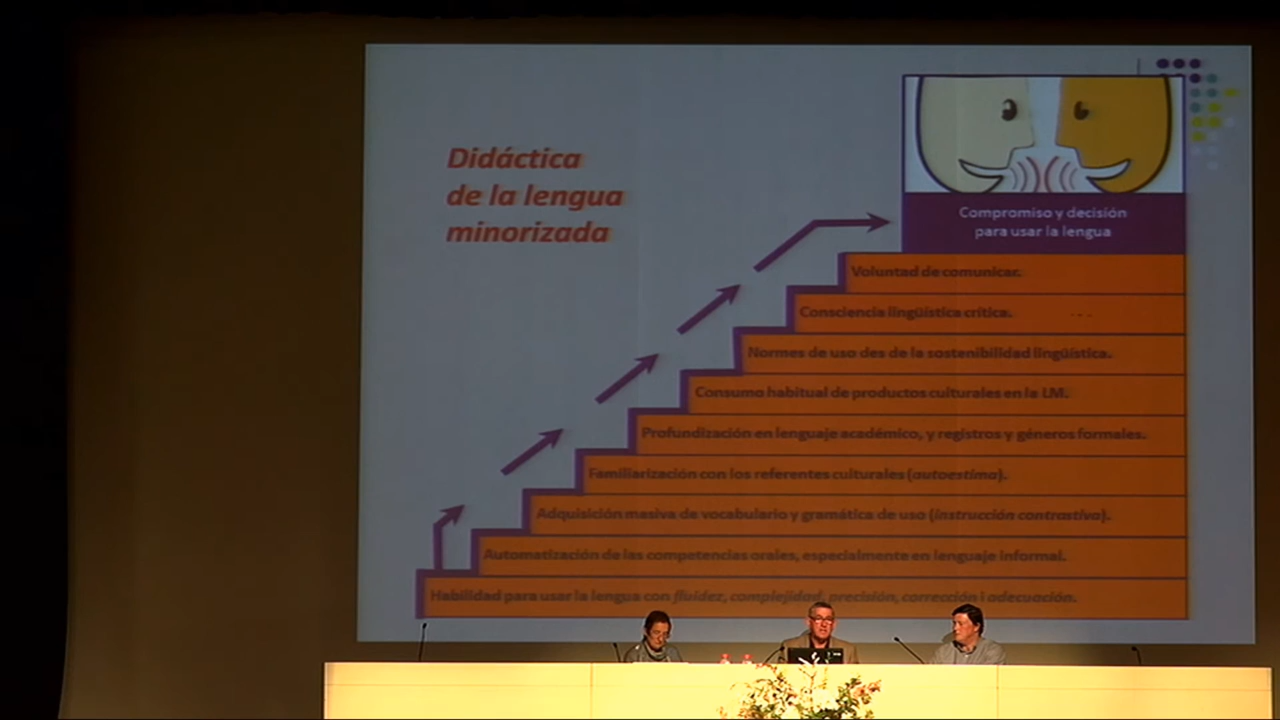 Didáctica
de la lengua
minorizada
Compromiso y decisión
para usar la lengua
Voluntad de comunicar.
Consciencia lingüística crítica.
Normes de uso des de la sostenibilidad lingüística.
Consumo habitual de productos culturales en la LM.
Profundización en lenguaje académico, y registros y géneros formales.
Familiarización con los referentes culturales (autoestima).
Adquisición masiva de vocabulario y gramática de uso (instrucción contrastiva).
Automatización de las competencias orales, especialmente en lenguaje informal.
Habilidad para usar la lengua con fluidez, complejidad, precisión, corrección i adecuación.